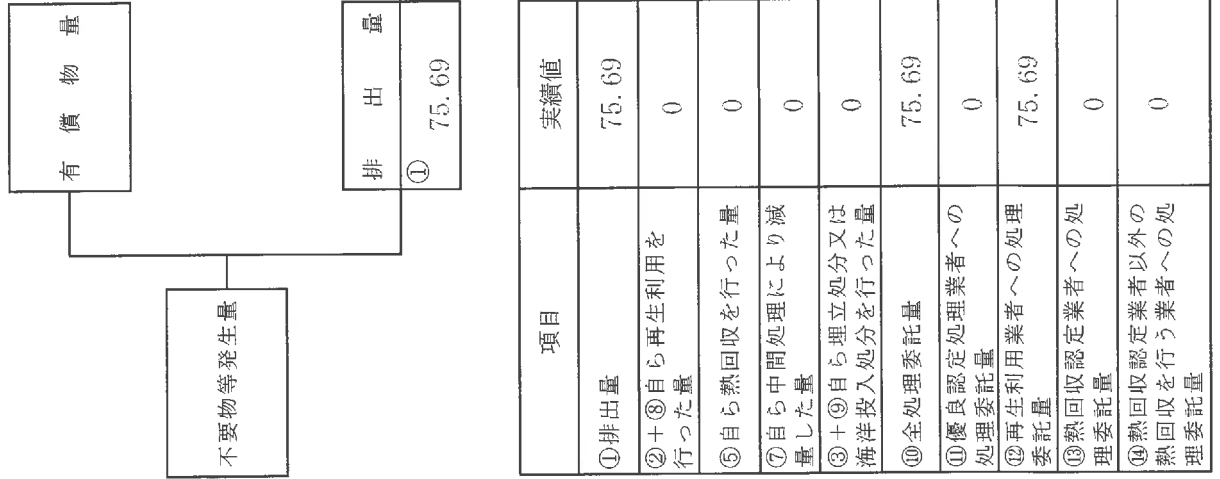 有償物量
不要物等発生量
排出量
① 75.69
項目
実績値
①排出量
75.69
②+⑧自ら再生利用を
行った量
0
⑤自ら熱回収を行った量
0
⑦自ら中間処理により減
量した量
0
③+⑨自ら埋立処分又は
海洋投入処分を行った量
0
⑩全処理委託量
75.69
⑪優良認定処理業者への
処理委託量
0
⑫再生利用業者への処理
委託量
75.69
⑬熱回収認定業者への処
理委託量
0
⑭熱回収認定業者以外の
熱回収を行う業者への処
理委託量
0